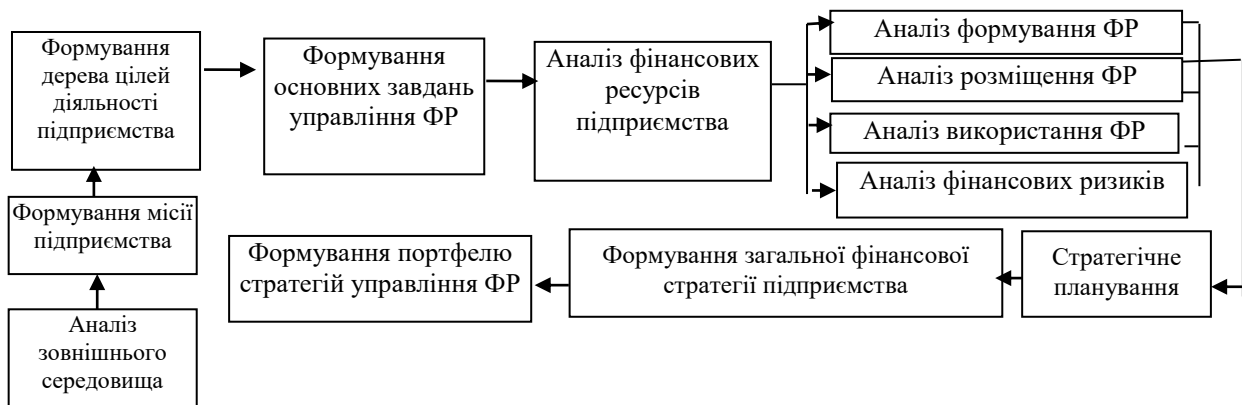 Формування
дерева цілей
діяльності
підприємства
Формування
основних завдань
управління ФР
Аналіз фінансових
ресурсів
підприємства
Аналіз формування ФР
Аналіз розміщення ФР
Аналіз використання ФР
Аналіз фінансових ризиків
Формування місії
підприємства
Формування портфелю
стратегій управління ФР
Формування загальної фінансової
стратегії підприємства
Стратегічне
планування
Аналіз
зовнішнього
середовища